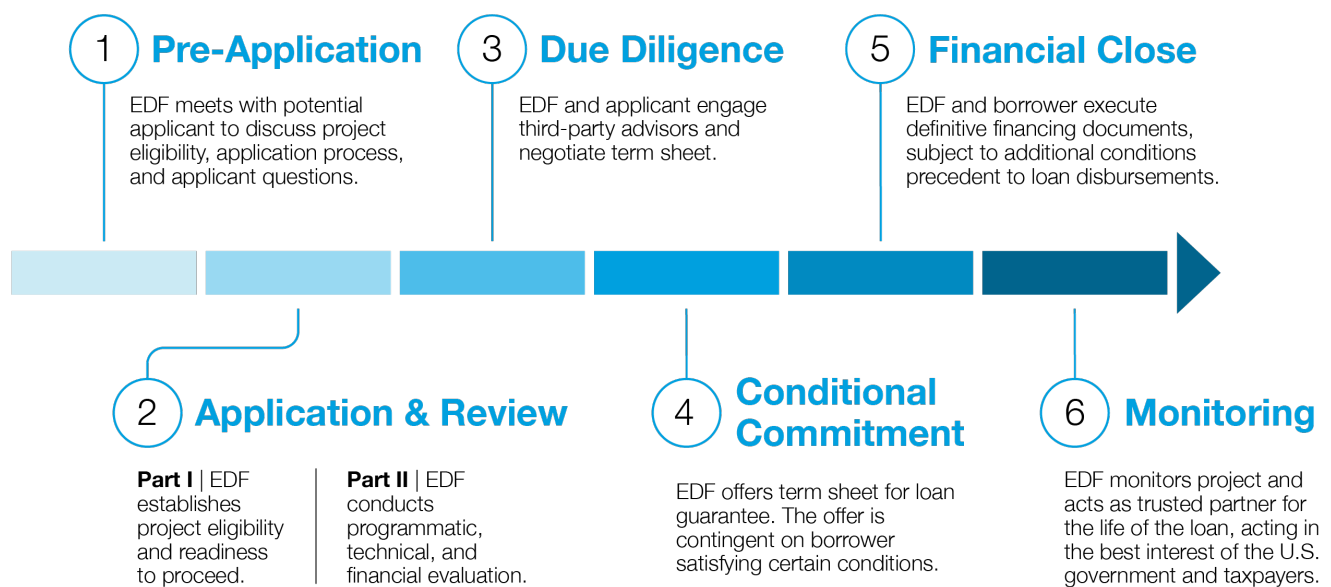 1 Pre-Application
EDF meets with potential
applicant to discuss project
eligibility, application process,
and applicant questions.
2 Application & Review
Part I | EDF
establishes
project eligibility
and readiness
to proceed.
Part II | EDF
conducts
programmatic,
technical, and
financial evaluation.
3 Due Diligence
EDF and applicant engage
third-party advisors and
negotiate term sheet.
4 Conditional
Commitment
EDF offers term sheet for loan
guarantee. The offer is
contingent on borrower
satisfying certain conditions.
5 Financial Close
EDF and borrower execute
definitive financing documents,
subject to additional conditions
precedent to loan disbursements.
6 Monitoring
EDF monitors project and
acts as trusted partner for
the life of the loan, acting in
the best interest of the U.S.
government and taxpayers.